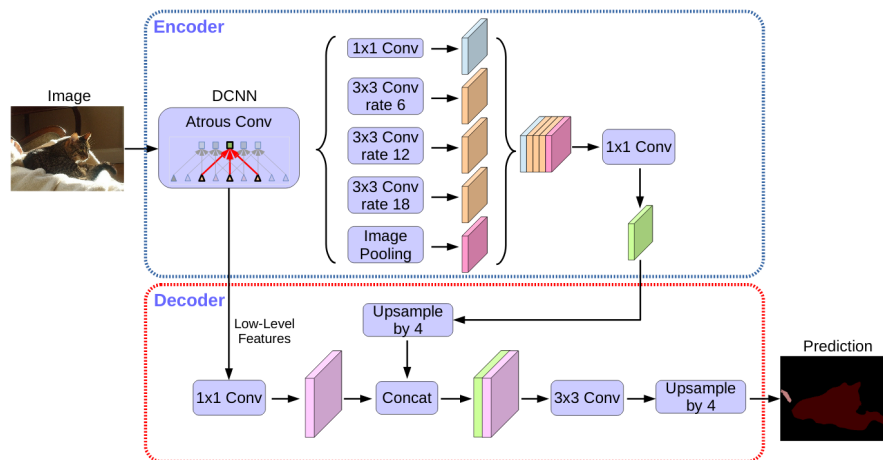 Encoder
Image
DCNN
Atrous Conv
1x1 Conv
3x3 Conv
rate 6
3x3 Conv
rate 12
3x3 Conv
rate 18
Image
Pooling
1x1 Conv
Decoder
Low-Level
Features
Upsample
by 4
1x1 Conv
Concat
3x3 Conv
Upsample
by 4
Prediction